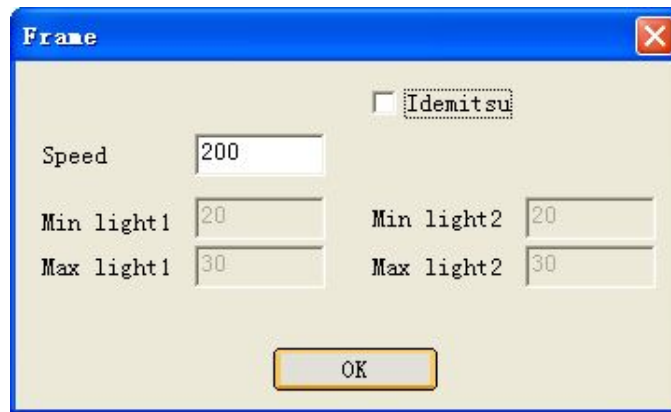 Frame
Idemitsu
Speed 200
Min light1 20 Min light2 20
Max light1 30 Max light2 30
OK